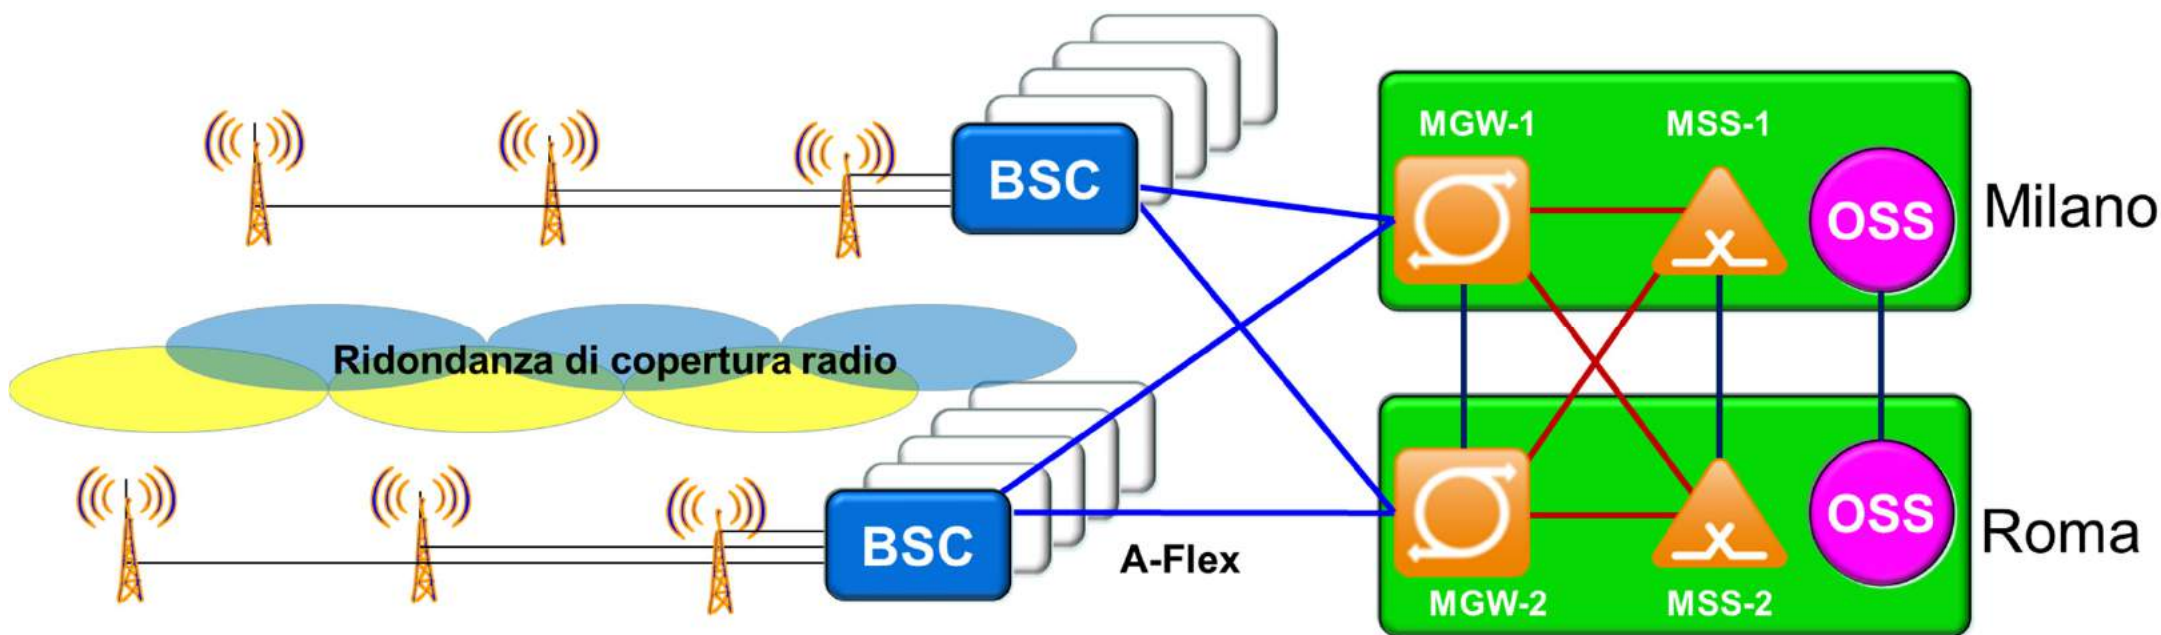 MGW-1
MSS-1
BSC
OSS
Milano
Ridondanza di copertura radio
BSC
A-Flex
OSS
Roma
MGW-2
MSS-2